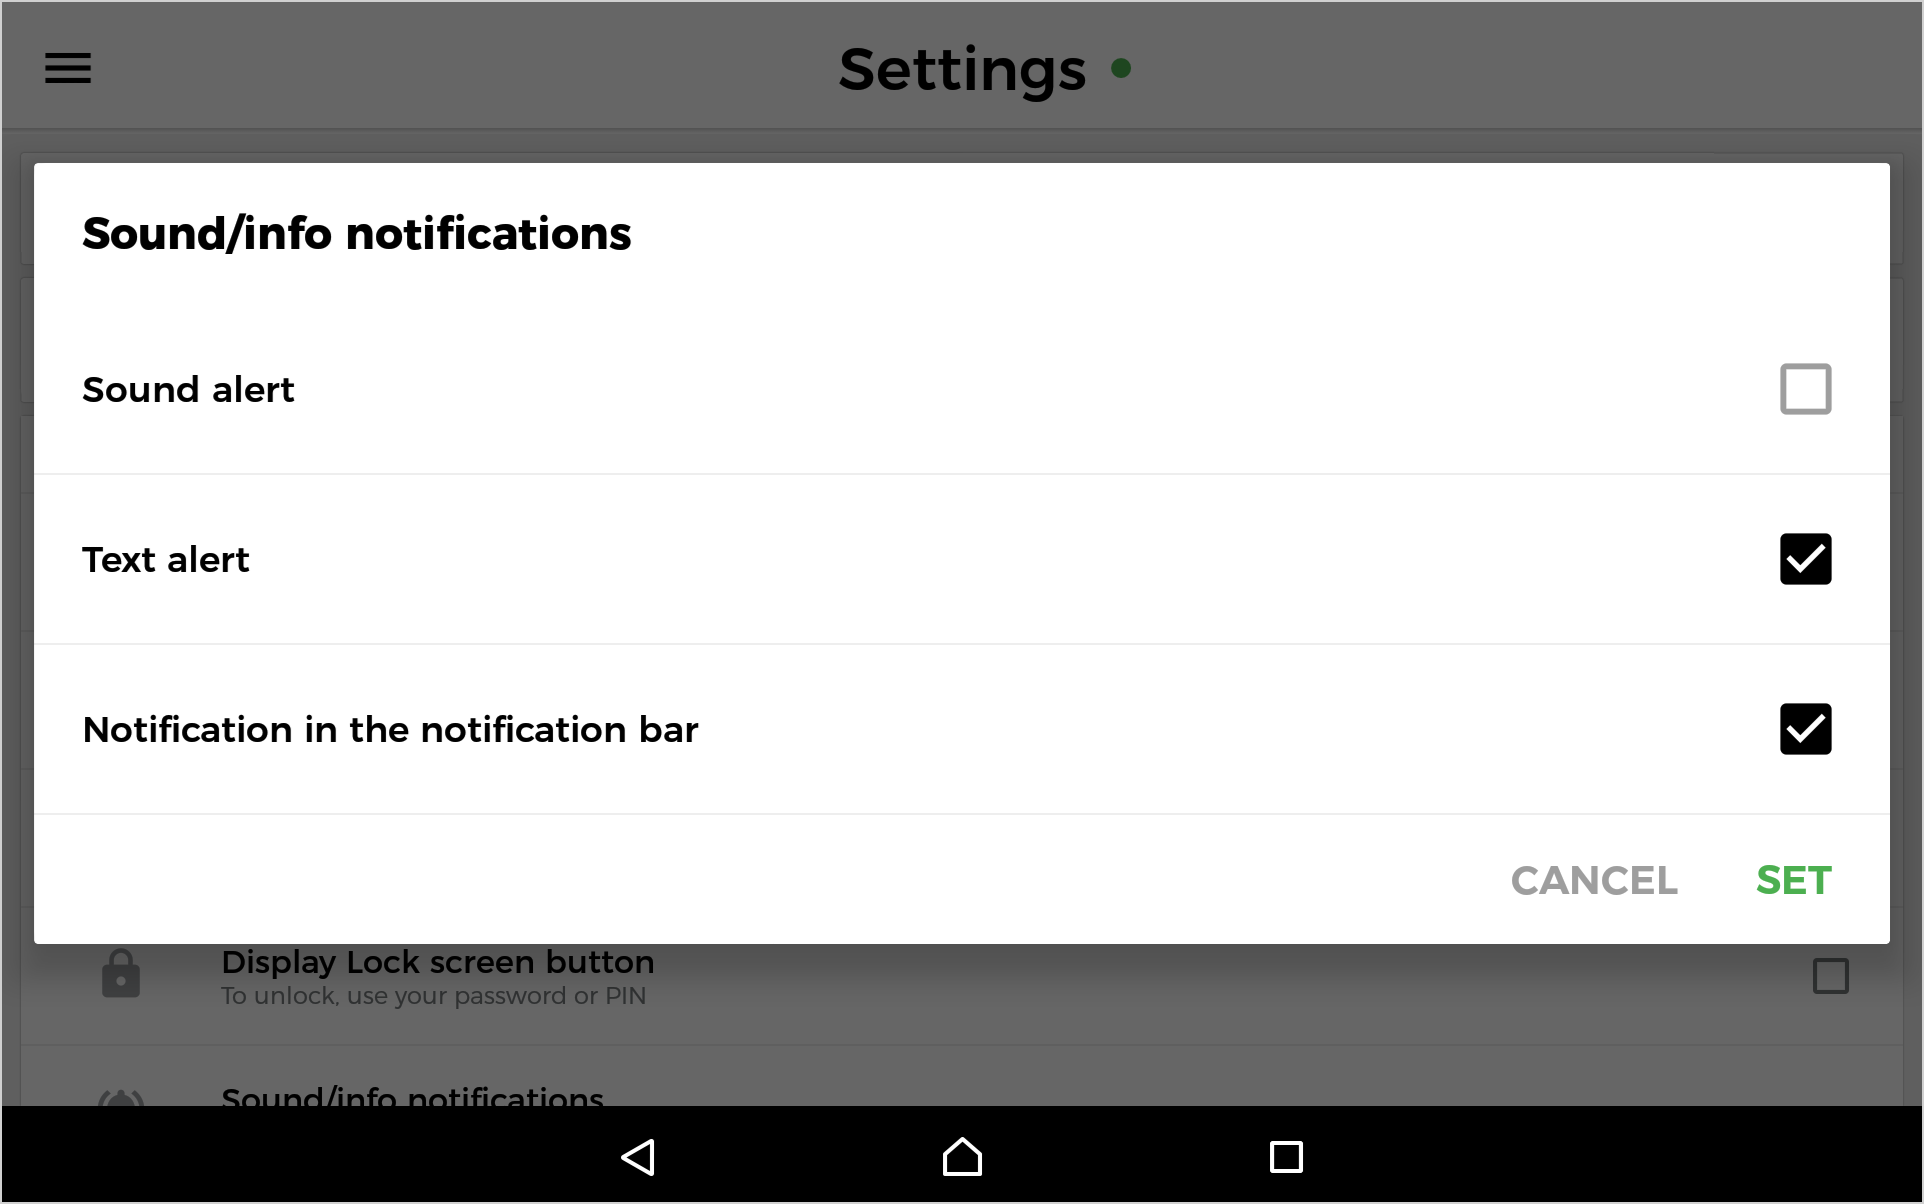 Settings
Sound/info notifications
Sound alert
Text alert
Notification in the notification bar
CANCEL SET
Display Lock screen button
To unlock, use your password or PIN
Sound/info notifications